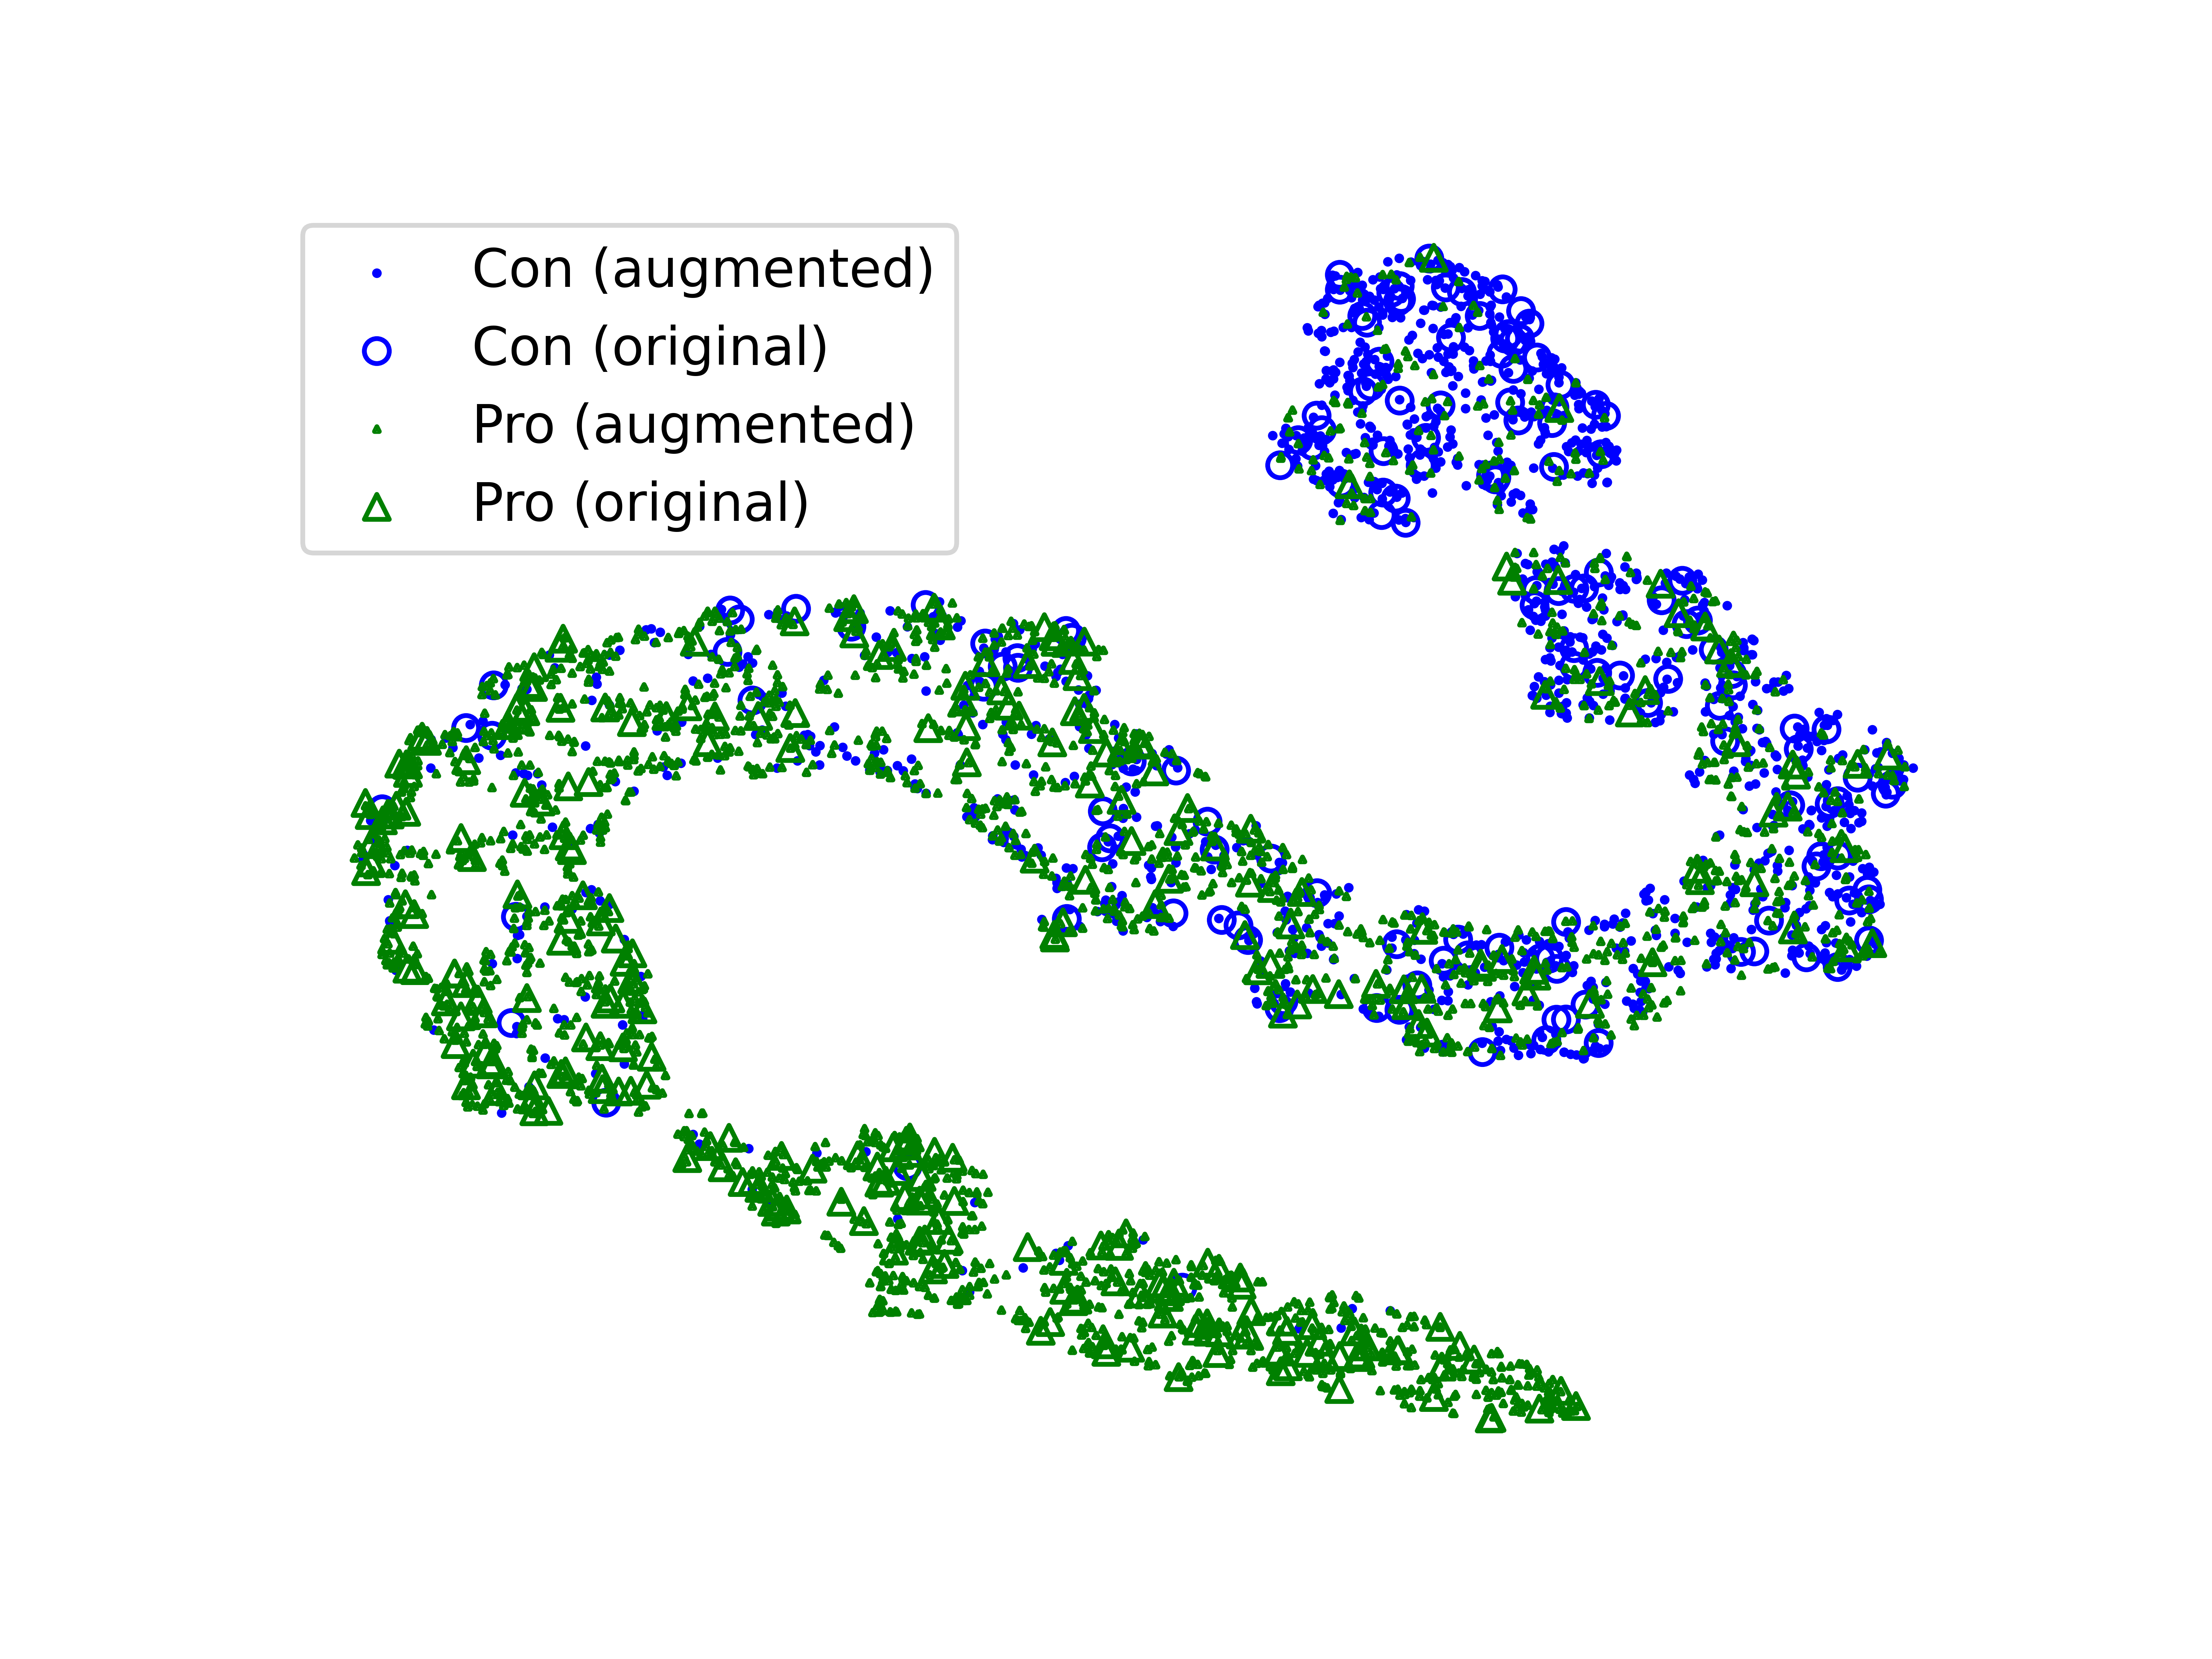 Con (augmented)
Con (original)
Pro (augmented)
Pro (original)